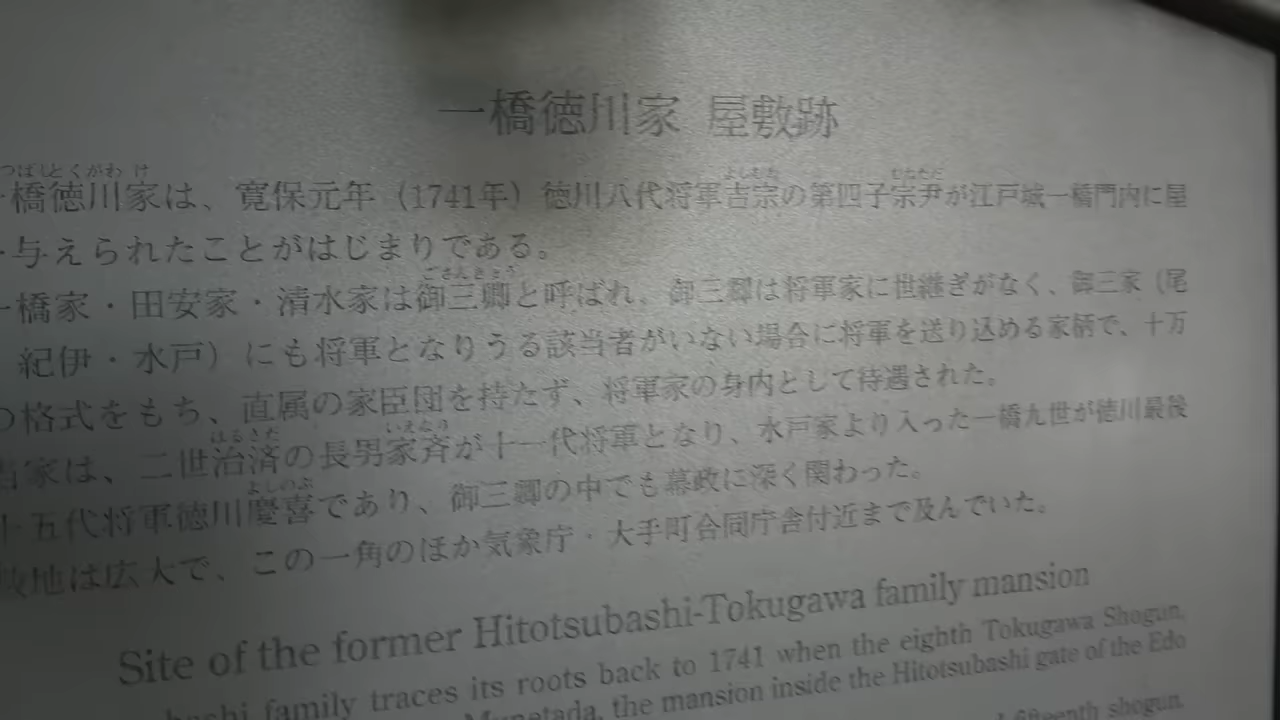 一橋徳川家 屋敷跡
つばしとくがわ け
橋徳川家は、寛保元年（1741年）徳川八代将軍吉宗の第四子宗尹が江戸城一橋門内に屋
与えられたことがはじまりである。
ごさんきょう
一橋家・田安家・清水家は御三卿と呼ばれ、御三卿は将軍家に世継ぎがなく、御三家（尾
紀伊・水戸）にも将軍となりうる該当者がいない場合に将軍を送り込める家柄で、十万
の格式をもち、直属の家臣団を持たず、将軍家の身内として待遇された。
はるさだ いえなり
当家は、二世治済の長男家斉が十一代将軍となり、水戸家より入った一橋九世が徳川最後
よしのぶ
十五代将軍徳川慶喜であり、御三卿の中でも幕政に深く関わった。
敷地は広大で、この一角のほか気象庁・大手町合同庁舎付近まで及んでいた。
Site of the former Hitotsubashi-Tokugawa family mansion
family traces its roots back to 1741 when the eighth Tokugawa Shogun,
Munetada, the mansion inside the Hitotsubashi gate of the Edo
fifteenth shogun.